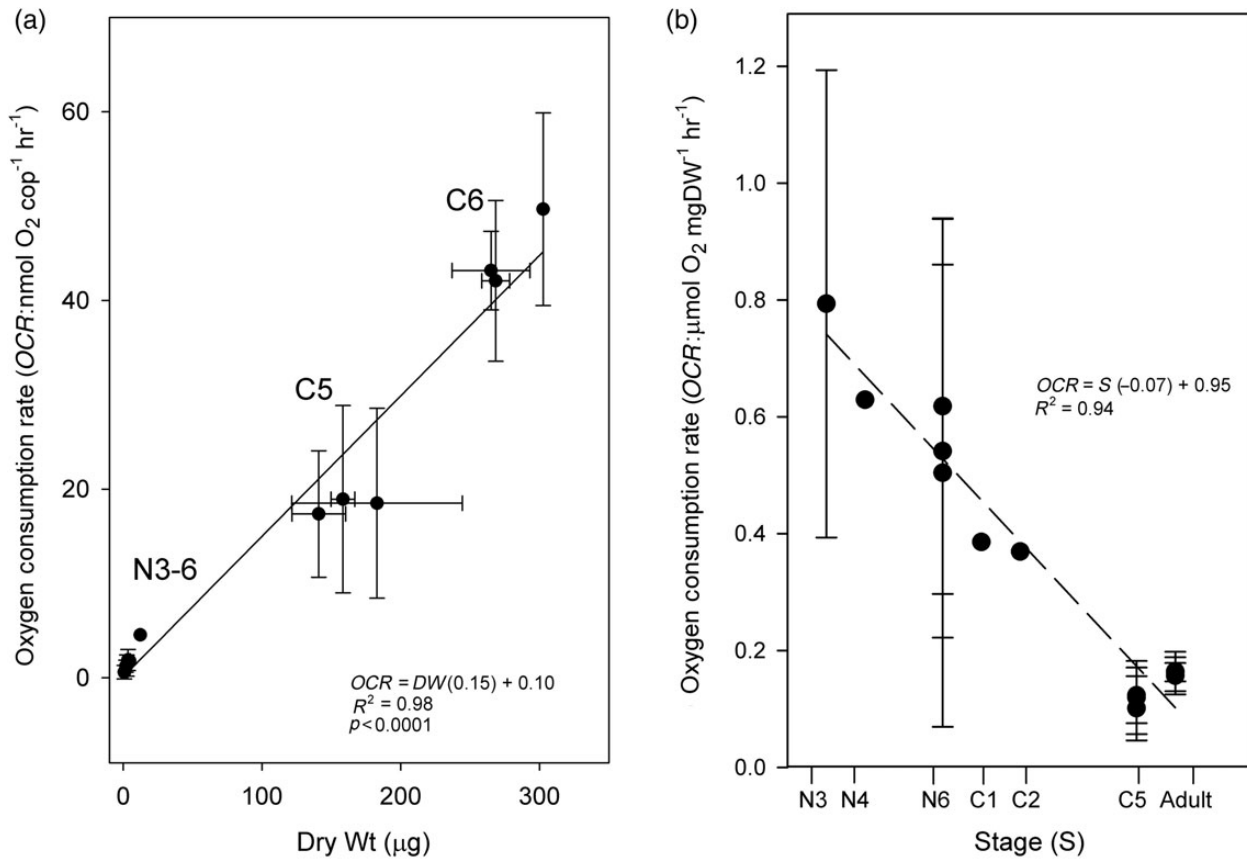 (a)
Oxygen consumption rate (OCR:nmol O₂ cop⁻¹ hr⁻¹)
60
40
20
0
C6
C5
N3-6
OCR = DW(0.15) + 0.10
R² = 0.98
p<0.0001
0 100 200 300
Dry Wt (µg)
(b)
Oxygen consumption rate (OCR:µmol O₂ mgDW⁻¹ hr⁻¹)
1.2
1.0
0.8
0.6
0.4
0.2
0.0
OCR = S (–0.07) + 0.95
R² = 0.94
N3 N4 N6 C1 C2 C5 Adult
Stage (S)